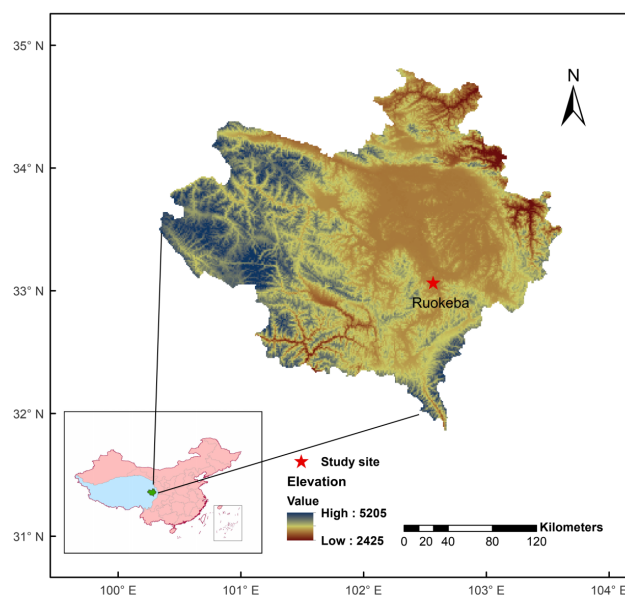 35° N
34° N
33° N
32° N
31° N
N
Ruokeba
Study site
Elevation
Value
High : 5205
Low : 2425
Kilometers
0 20 40 80 120
100° E 101° E 102° E 103° E 104° E